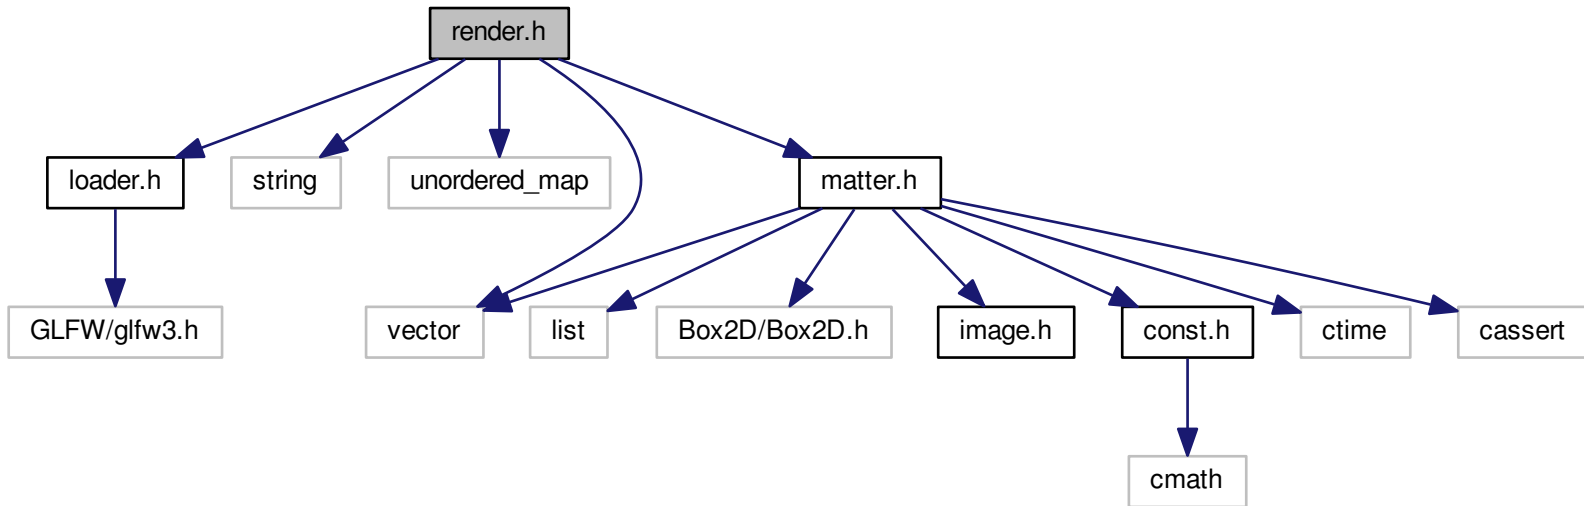 render.h
loader.h
string
unordered_map
matter.h
GLFW/glfw3.h
vector
list
Box2D/Box2D.h
image.h
const.h
ctime
cassert
cmath